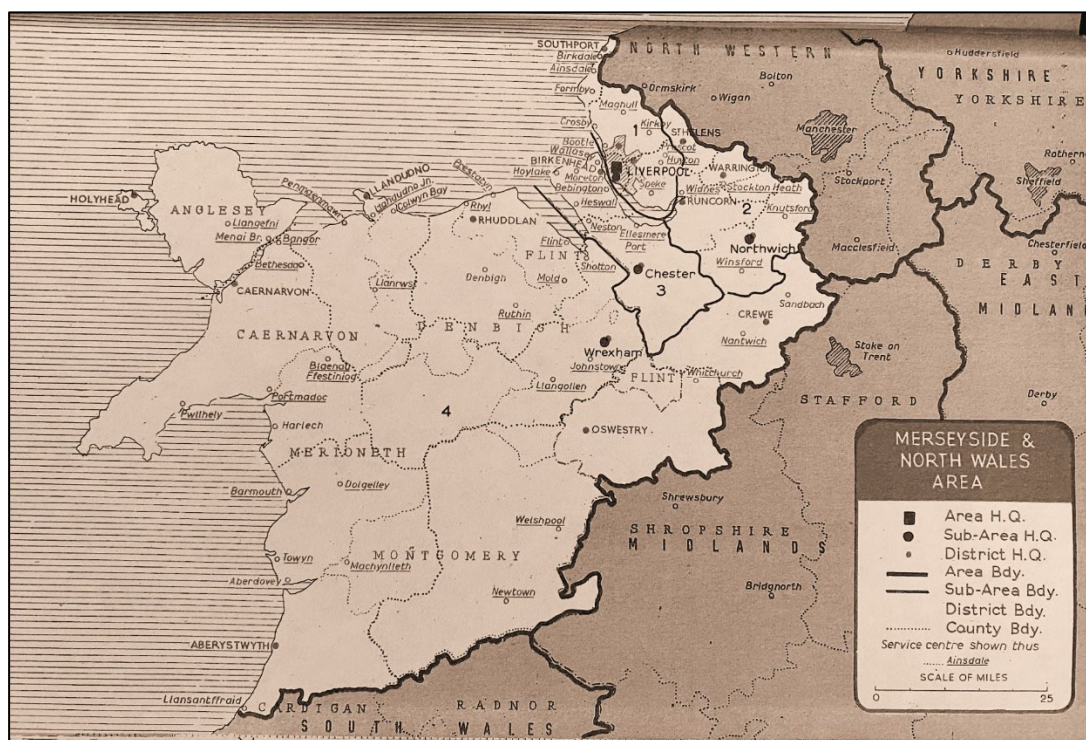 SOUTHPORT
Birkdale
Ainsdale
Formby
Maghull
Crosby
1
Kirkby
ST HELENS
Bootle
Wallasey
Prescot
Huyton
BIRKENHEAD
LIVERPOOL
Hoylake
Moreton
Speke
Bebington
WARRINGTON
Widnes
Stockton Heath
RUNCORN
2
Knutsford
Heswall
Neston
Ellesmere
Port
Northwich
Winsford
NORTH WESTERN
Ormskirk
Wigan
Bolton
Manchester
Stockport
Macclesfield
Huddersfield
YORKSHIRE
YORKSHIRE
Rather
Sheffield
Chesterfield
DERBY
EAST
MIDLAN
Derby
HOLYHEAD
ANGLESEY
Llangefni
Menai Br.
Bangor
Bethesda
Penmaenmawr
LLANDUDNO
Llandudno Jn.
Colwyn Bay
Prestatyn
Rhyl
RHUDDLAN
Flint
FLINT
Shotton
Denbigh
Mold
Chester
3
CAERNARVON
Llanrws
Ruthin
CAERNARVON
DENBIGH
Sandbach
CREWE
Nantwich
Wrexham
Johnstown
Blaenau
Ffestiniog
Llangollen
FLINT
Whitchurch
Stoke on
Trent
STAFFORD
Portmadoc
Pwllhely
4
Harlech
OSWESTRY
MERIONETH
Dolgelley
Barmouth
Shrewsbury
Welshpool
SHROPSHIRE
MIDLANDS
Towyn
MONTGOMERY
Machynlleth
Aberdovey
Newtown
Bridgnorth
ABERYSTWYTH
Llansantffraid
CARDIGAN
RADNOR
SOUTH WALES
MERSEYSIDE &
NORTH WALES
AREA
Area H.Q.
Sub-Area H.Q.
District H.Q.
Area Bdy.
Sub-Area Bdy.
District Bdy.
County Bdy.
Service centre shown thus
Ainsdale
SCALE OF MILES
0 25